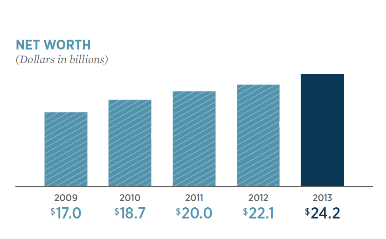 NET WORTH
(Dollars in billions)
2009 2010 2011 2012 2013
$17.0 $18.7 $20.0 $22.1 $24.2